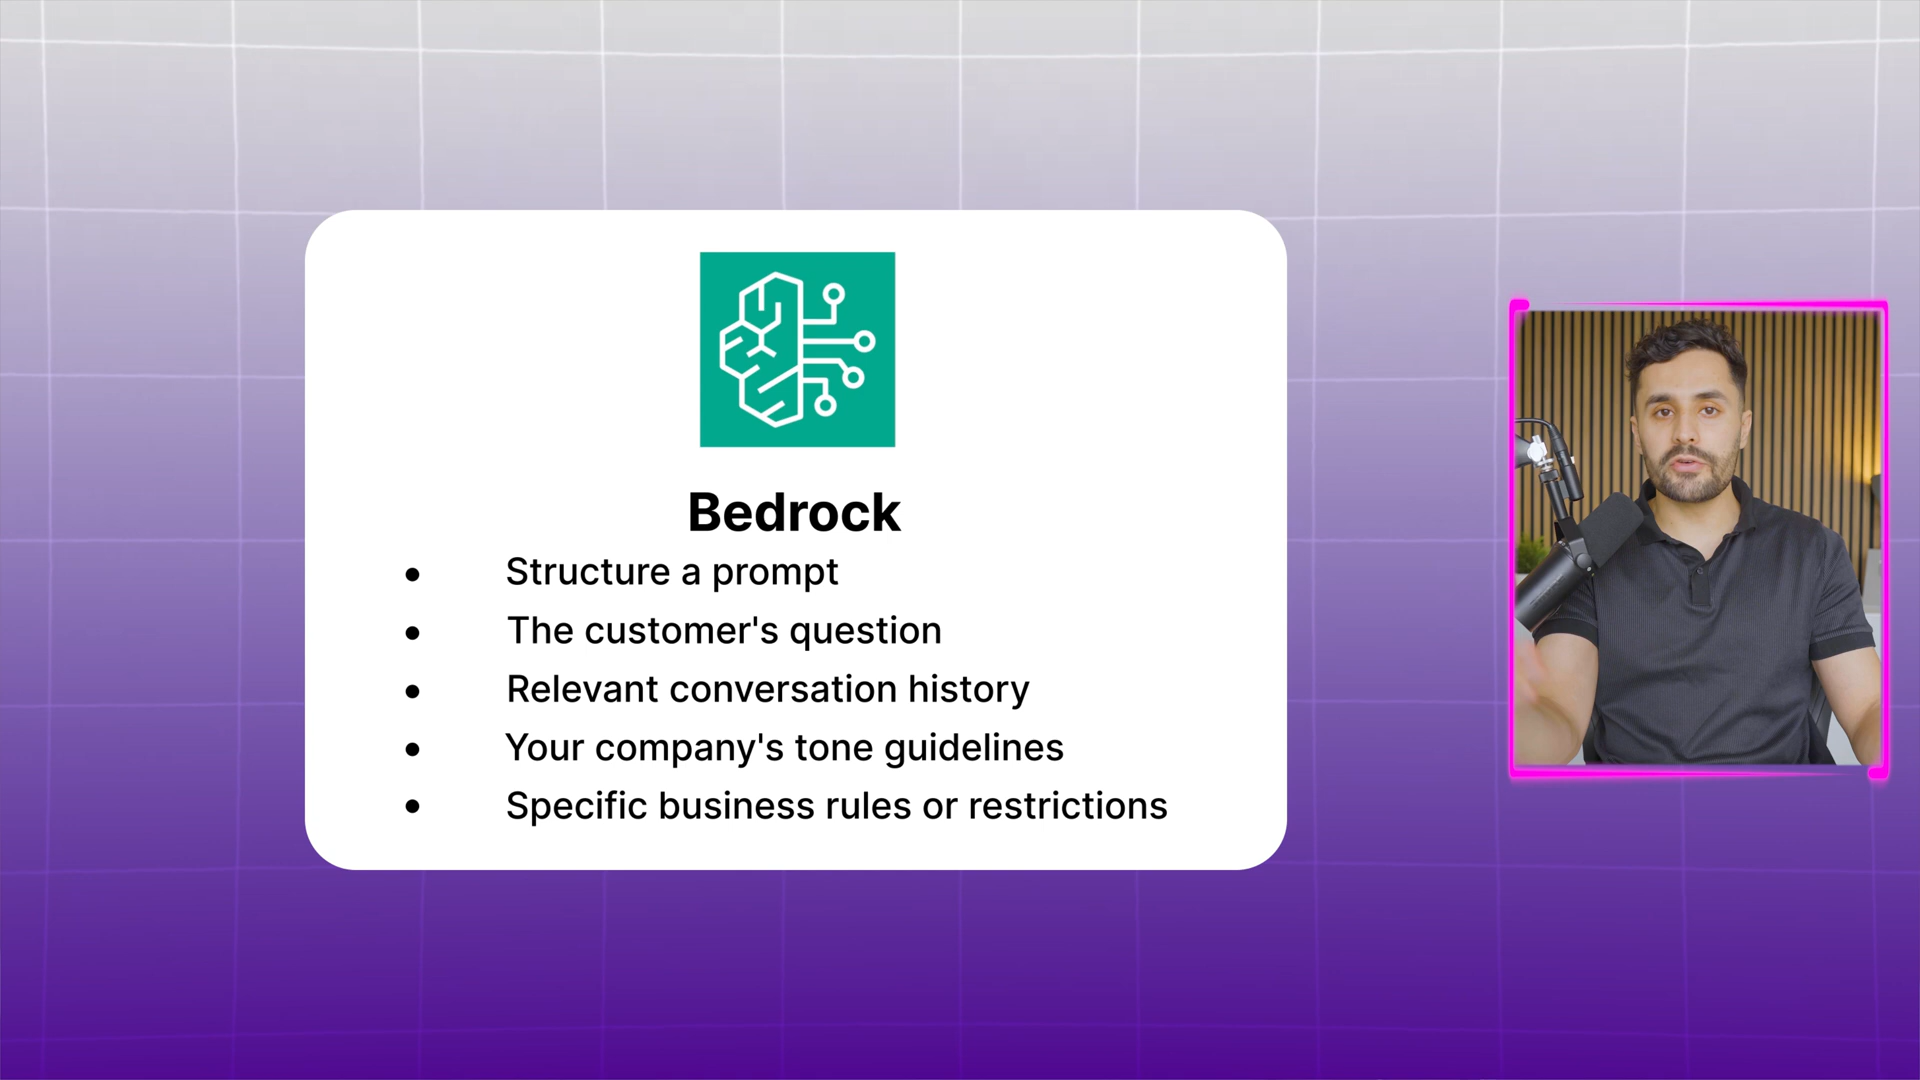 Bedrock
• Structure a prompt
• The customer's question
• Relevant conversation history
• Your company's tone guidelines
• Specific business rules or restrictions